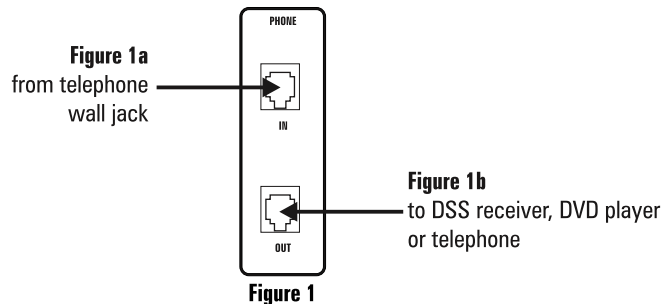 PHONE
Figure 1a
from telephone
wall jack
IN
Figure 1b
to DSS receiver, DVD player
or telephone
OUT
Figure 1